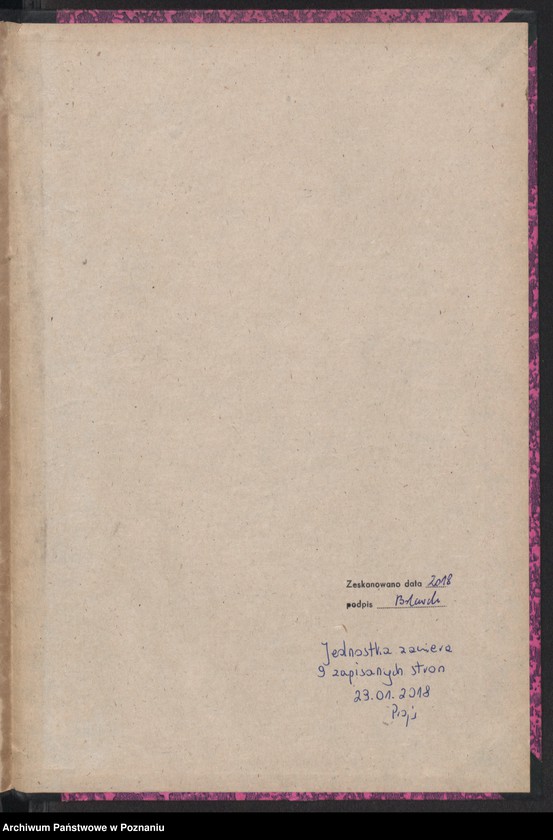 Zeskanowano data 2018
podpis
Jednostka zawiera
9 zapisanych stron
23.01.2018
Archiwum Państwowe w Poznaniu